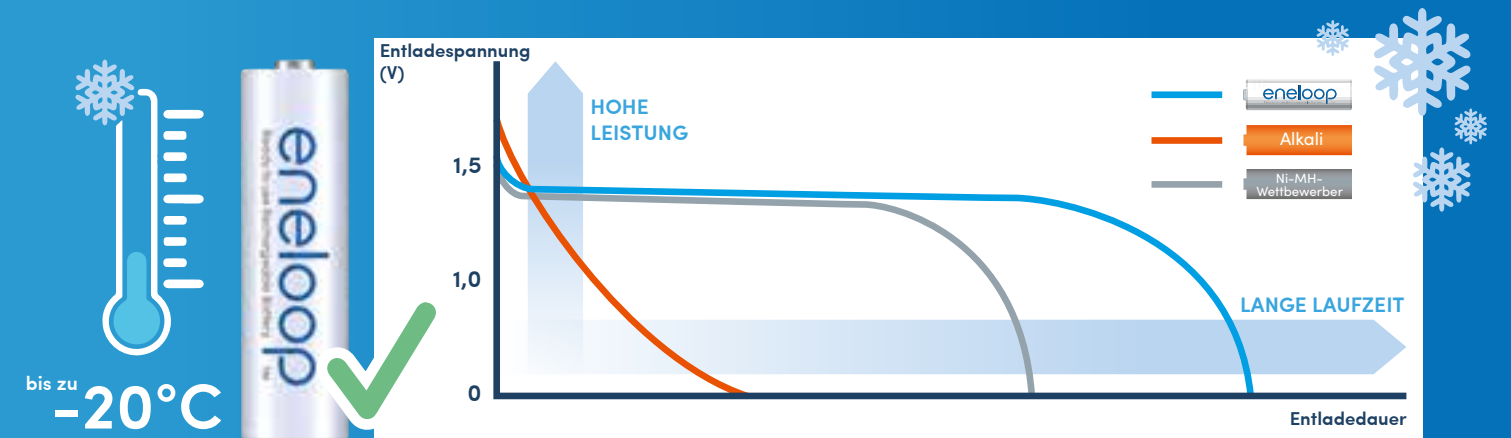 bis zu
-20°C
eneloop
Entladespannung
(V)
HOHE
LEISTUNG
1,5
1,0
0
LANGE LAUFZEIT
Entladedauer
eneloop
Alkali
Ni-MH-
Wettbewerber